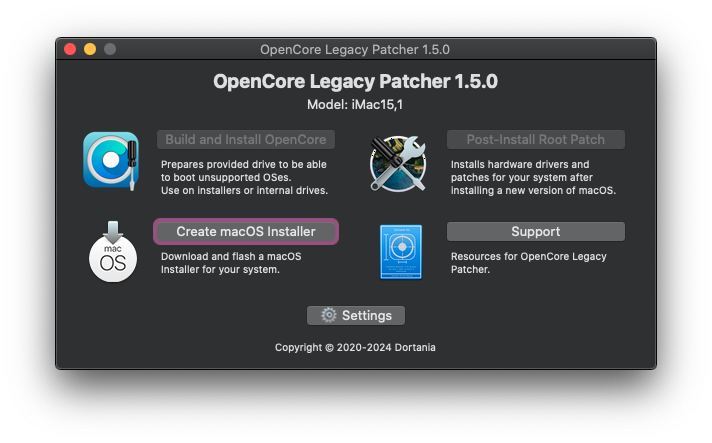 OpenCore Legacy Patcher 1.5.0
OpenCore Legacy Patcher 1.5.0
Model: iMac15,1
Build and Install OpenCore
Prepares provided drive to be able
to boot unsupported OSes.
Use on installers or internal drives.
Post-Install Root Patch
Installs hardware drivers and
patches for your system after
installing a new version of macOS.
mac
OS
Create macOS Installer
Download and flash a macOS
Installer for your system.
Support
Resources for OpenCore Legacy
Patcher.
Settings
Copyright © 2020-2024 Dortania